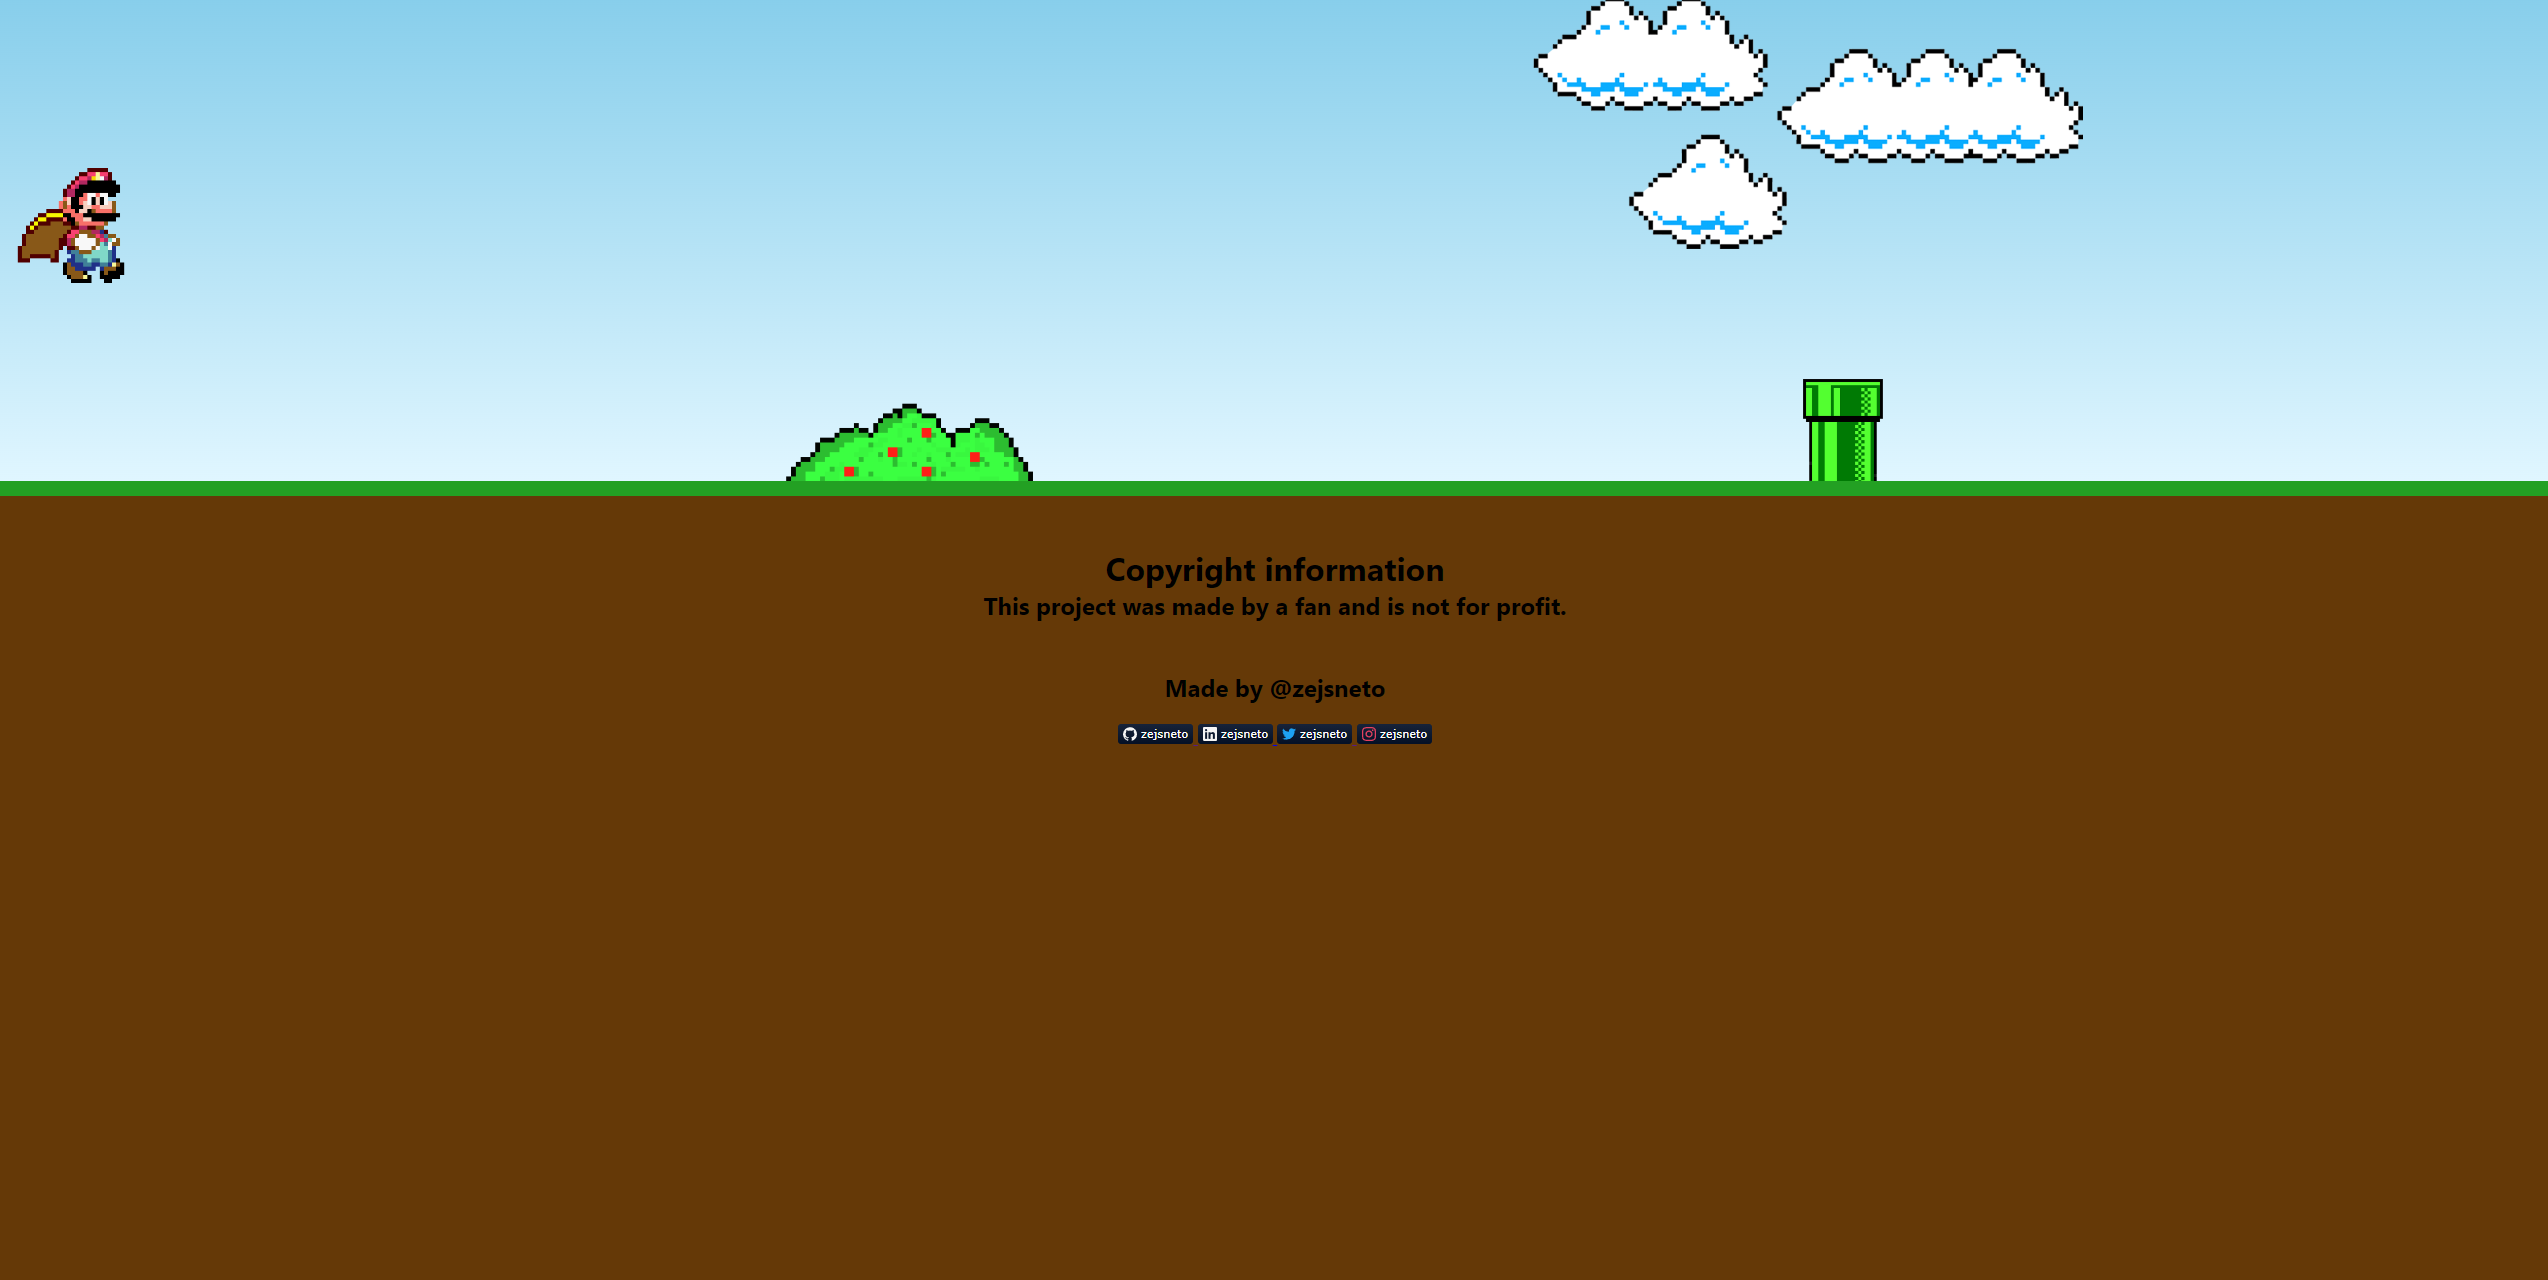 Copyright information
This project was made by a fan and is not for profit.
Made by @zejsneto
zejsneto zejsneto zejsneto zejsneto